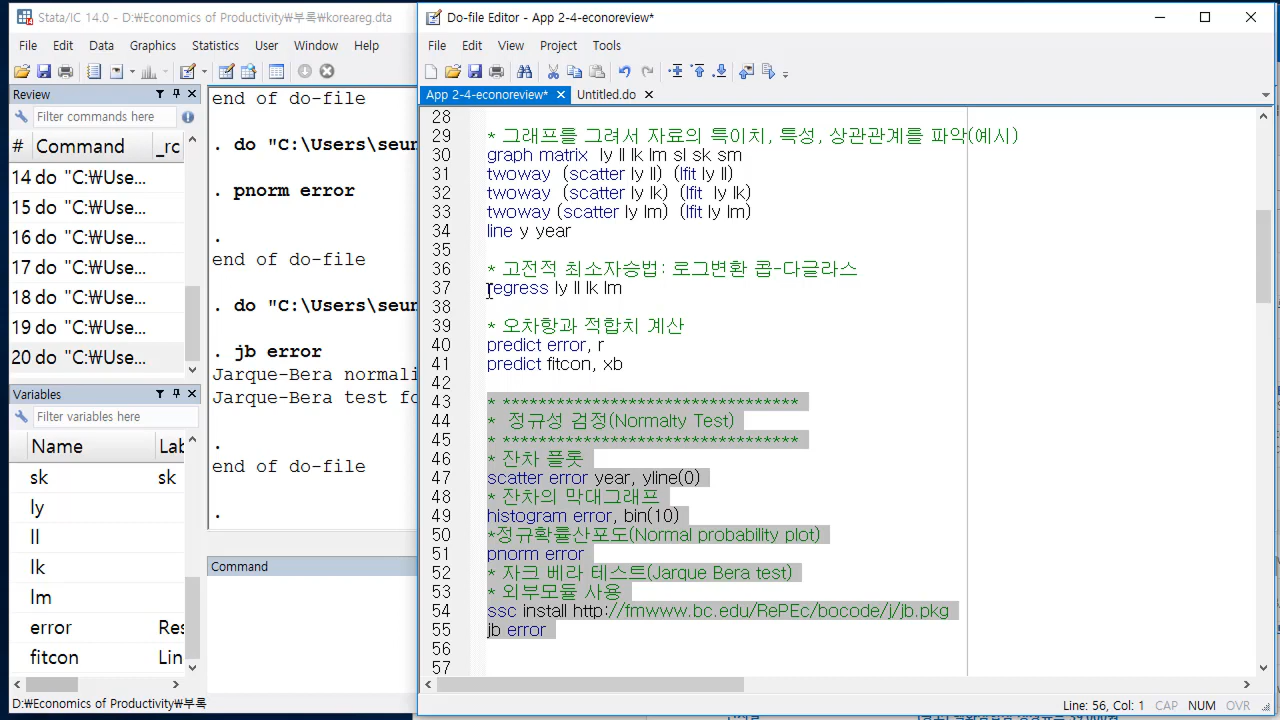 Stata/IC 14.0 - D:₩Economics of Productivity₩부록₩koreareg.dta
File Edit Data Graphics Statistics User Window Help
Review
Filter commands here
# Command _rc
14 do "C:₩Use...
15 do "C:₩Use...
16 do "C:₩Use...
17 do "C:₩Use...
18 do "C:₩Use...
19 do "C:₩Use...
20 do "C:₩Use...
Variables
Filter variables here
Name Lab
sk sk
ly
ll
lk
lm
error Res
fitcon Lin
D:₩Economics of Productivity₩부록
end of do-file
. do "C:\Users\seun
. pnorm error
.
end of do-file
. do "C:\Users\seun
. jb error
Jarque-Bera normali
Jarque-Bera test fo
.
end of do-file
.
Command
Do-file Editor - App 2-4-econoreview*
File Edit View Project Tools
App 2-4-econoreview* Untitled.do
28
29 * 그래프를 그려서 자료의 특이치, 특성, 상관관계를 파악(예시)
30 graph matrix ly ll lk lm sl sk sm
31 twoway (scatter ly ll) (lfit ly ll)
32 twoway (scatter ly lk) (lfit ly lk)
33 twoway (scatter ly lm) (lfit ly lm)
34 line y year
35
36 * 고전적 최소자승법: 로그변환 콥-다글라스
37 regress ly ll lk lm
38
39 * 오차항과 적합치 계산
40 predict error, r
41 predict fitcon, xb
42
43 * *********************************
44 * 정규성 검정(Normalty Test)
45 * *********************************
46 * 잔차 플롯
47 scatter error year, yline(0)
48 * 잔차의 막대그래프
49 histogram error, bin(10)
50 *정규확률산포도(Normal probability plot)
51 pnorm error
52 * 자크 베라 테스트(Jarque Bera test)
53 * 외부모듈 사용
54 ssc install http://fmwww.bc.edu/RePEc/bocode/j/jb.pkg
55 jb error
56
57
Line: 56, Col: 1 CAP NUM OVR